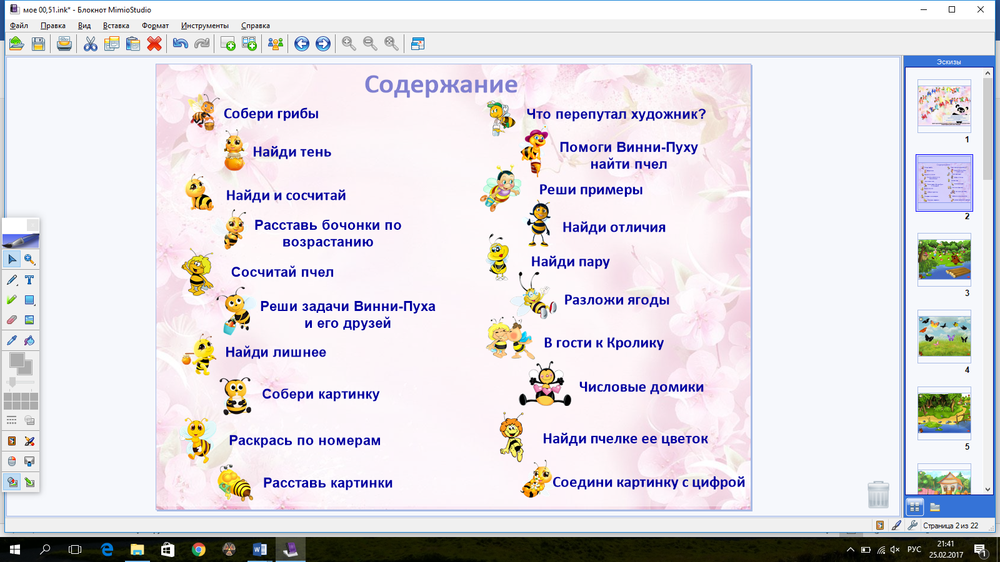 мое 00,51.ink* - Блокнот MimioStudio
Файл Правка Вид Вставка Формат Инструменты Справка
Содержание
Собери грибы
Найди тень
Найди и сосчитай
Расставь бочонки по
возрастанию
Сосчитай пчел
Реши задачи Винни-Пуха
и его друзей
Найди лишнее
Собери картинку
Раскрась по номерам
Расставь картинки
Что перепутал художник?
Помоги Винни-Пуху
найти пчел
Реши примеры
Найди отличия
Найди пару
Разложи ягоды
В гости к Кролику
Числовые домики
Найди пчелке ее цветок
Соедини картинку с цифрой
Эскизы
1
2
3
4
5
Страница 2 из 22
РУС
21:41
25.02.2017
1